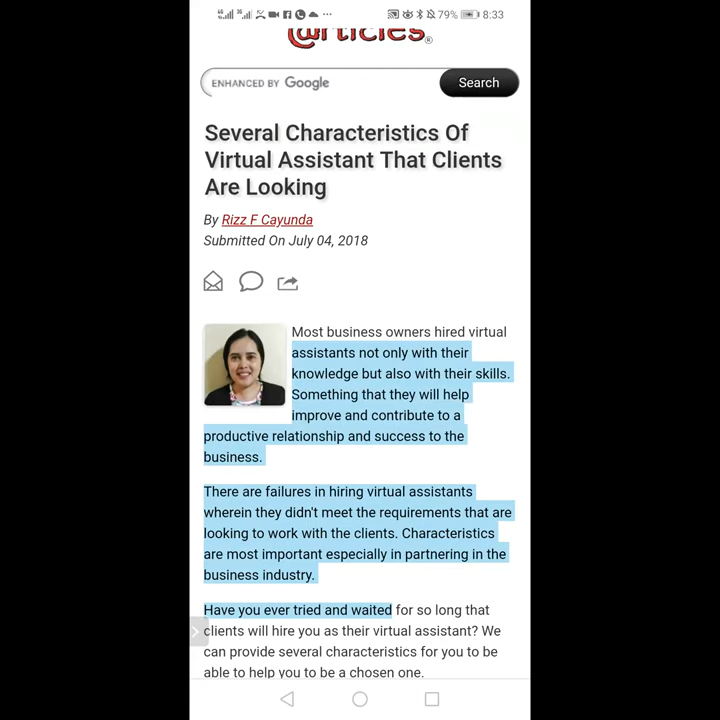 79% 8:33
@rticles®
ENHANCED BY Google
Search
Several Characteristics Of
Virtual Assistant That Clients
Are Looking
By Rizz F Cayunda
Submitted On July 04, 2018
Most business owners hired virtual
assistants not only with their
knowledge but also with their skills.
Something that they will help
improve and contribute to a
productive relationship and success to the
business.
There are failures in hiring virtual assistants
wherein they didn't meet the requirements that are
looking to work with the clients. Characteristics
are most important especially in partnering in the
business industry.
Have you ever tried and waited for so long that
clients will hire you as their virtual assistant? We
can provide several characteristics for you to be
able to help you to be a chosen one.